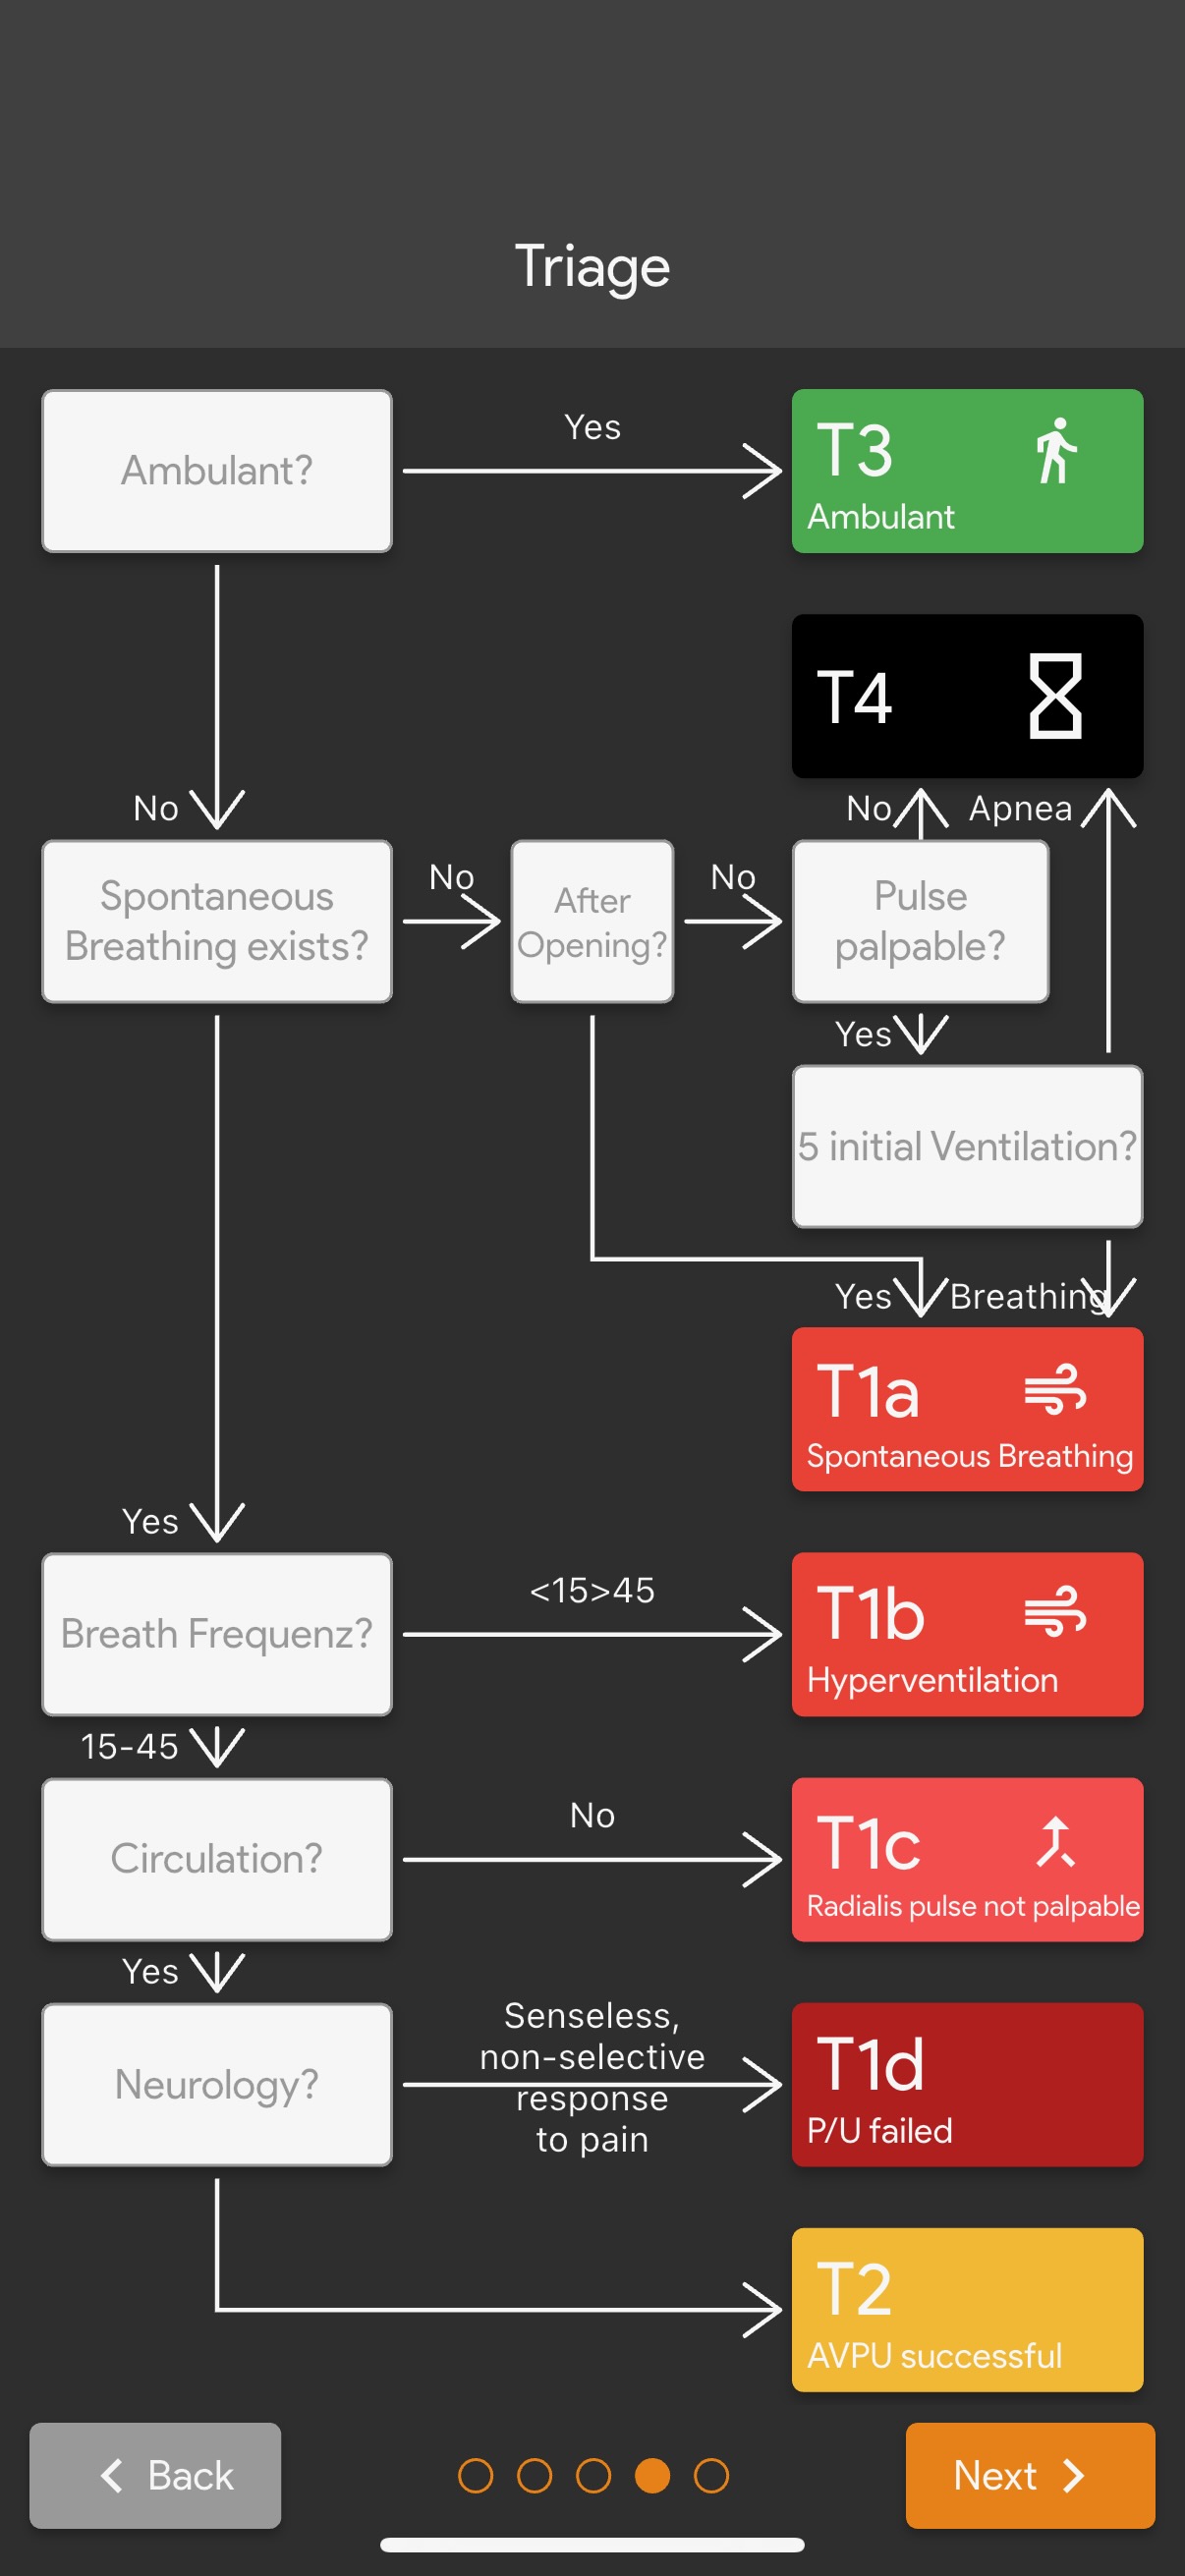 Triage
Ambulant?
Yes
T3
Ambulant
T4
No
No
Apnea
Spontaneous
Breathing exists?
No
After
Opening?
No
Pulse
palpable?
Yes
5 initial Ventilation?
Yes
Breathing
T1a
Spontaneous Breathing
Yes
Breath Frequenz?
<15>45
T1b
Hyperventilation
15-45
Circulation?
No
T1c
Radialis pulse not palpable
Yes
Neurology?
Senseless,
non-selective
response
to pain
T1d
P/U failed
T2
AVPU successful
Back
Next